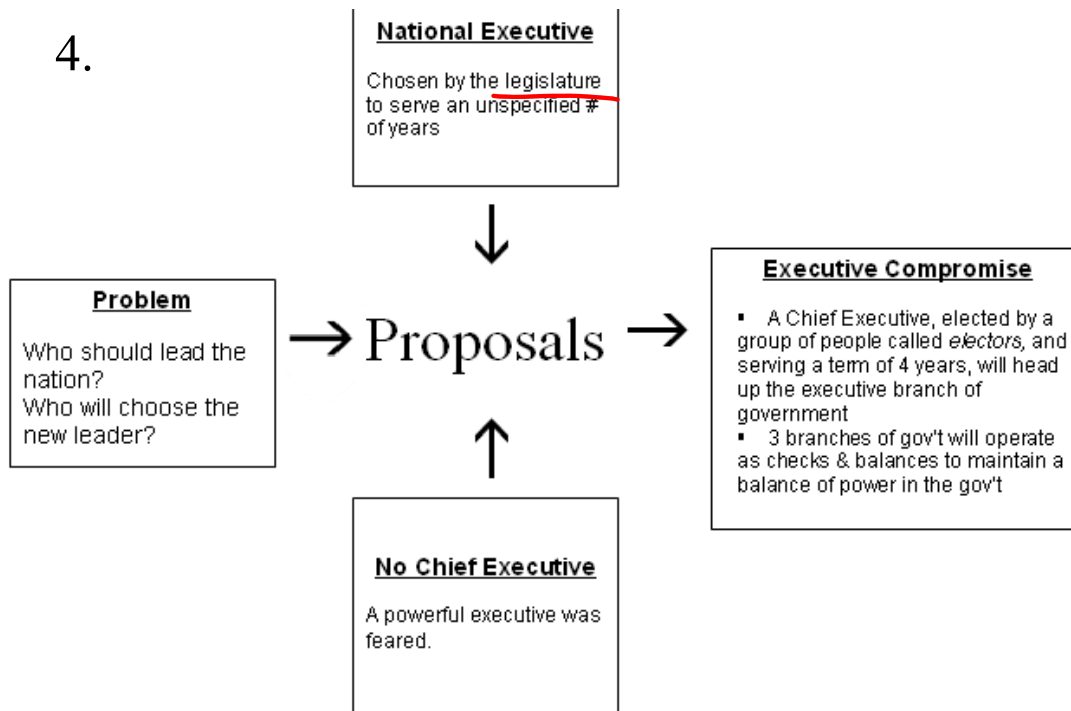 4.
National Executive
Chosen by the legislature
to serve an unspecified #
of years
Problem
Who should lead the
nation?
Who will choose the
new leader?
Proposals
Executive Compromise
▪ A Chief Executive, elected by a
group of people called electors, and
serving a term of 4 years, will head
up the executive branch of
government
▪ 3 branches of gov't will operate
as checks & balances to maintain a
balance of power in the gov't
No Chief Executive
A powerful executive was
feared.